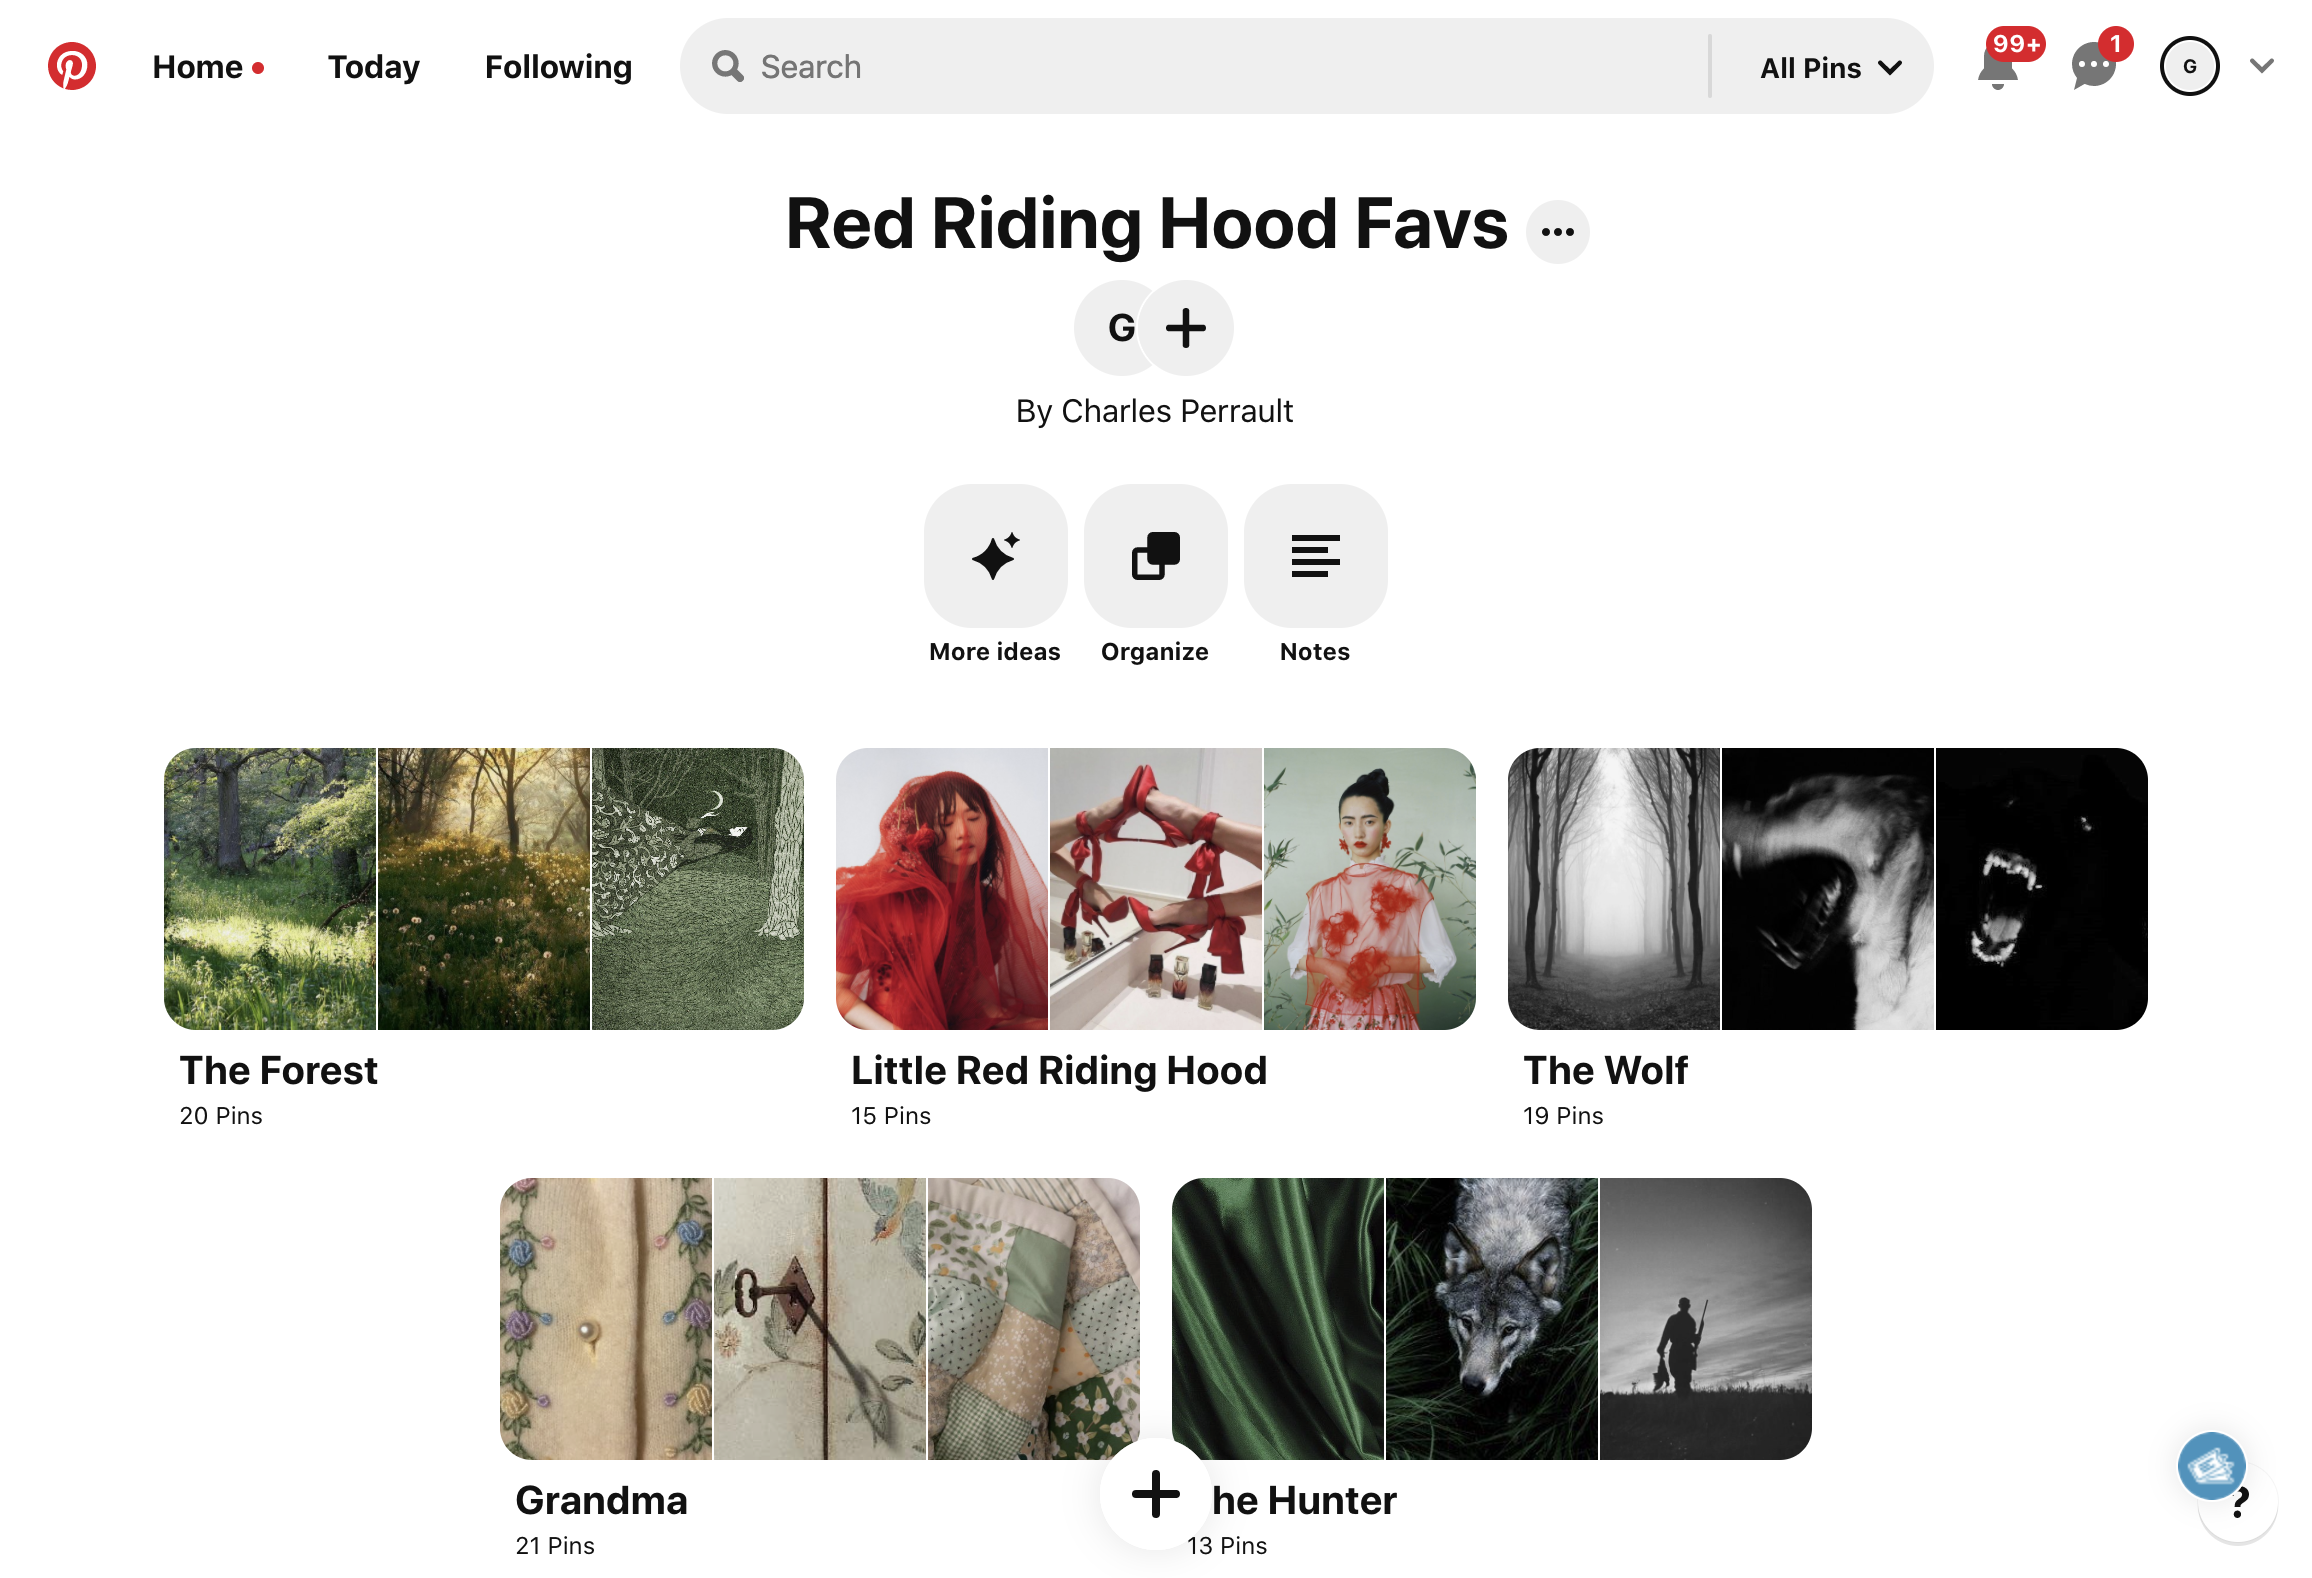 Home Today Following Search All Pins 99+ 1 G
Red Riding Hood Favs
G
By Charles Perrault
More ideas Organize Notes
The Forest
20 Pins
Little Red Riding Hood
15 Pins
The Wolf
19 Pins
Grandma
21 Pins
he Hunter
13 Pins
?